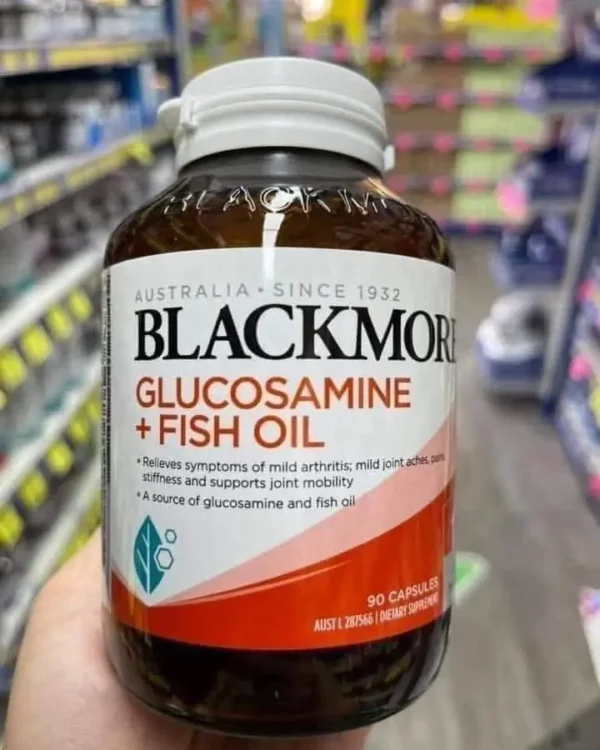 BLACKM
AUSTRALIA • SINCE 1932
BLACKMOR
GLUCOSAMINE
+ FISH OIL
• Relieves symptoms of mild arthritis; mild joint aches, pain,
stiffness and supports joint mobility
• A source of glucosamine and fish oil
90 CAPSULES
AUST L 287566 | DIETARY SUPPLEMENT